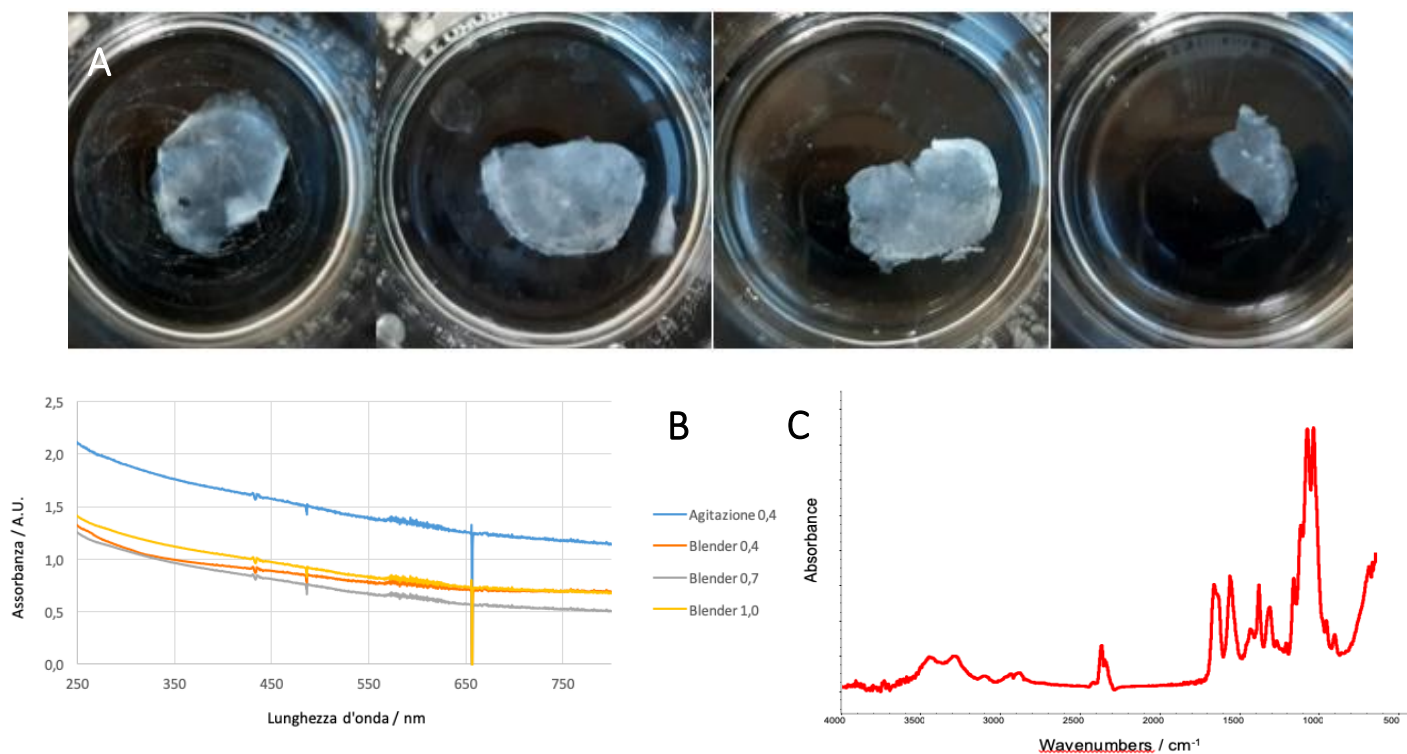 A
B
C
2,5
2,0
1,5
1,0
0,5
0,0
Assorbanza / A.U.
250
350
450
550
650
750
Lunghezza d'onda / nm
Agitazione 0,4
Blender 0,4
Blender 0,7
Blender 1,0
Absorbance
4000
3500
3000
2500
2000
1500
1000
500
Wavenumbers / cm⁻¹